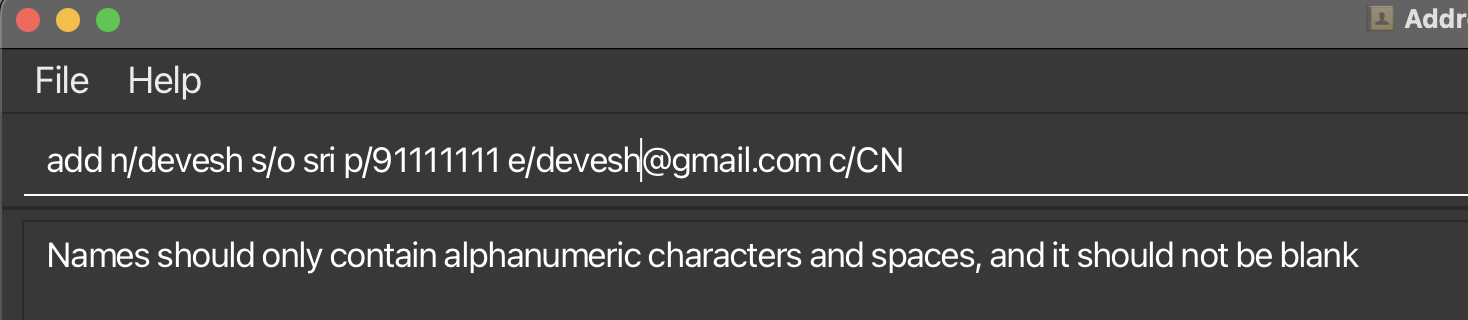 File Help
add n/devesh s/o sri p/91111111 e/devesh@gmail.com c/CN
Names should only contain alphanumeric characters and spaces, and it should not be blank